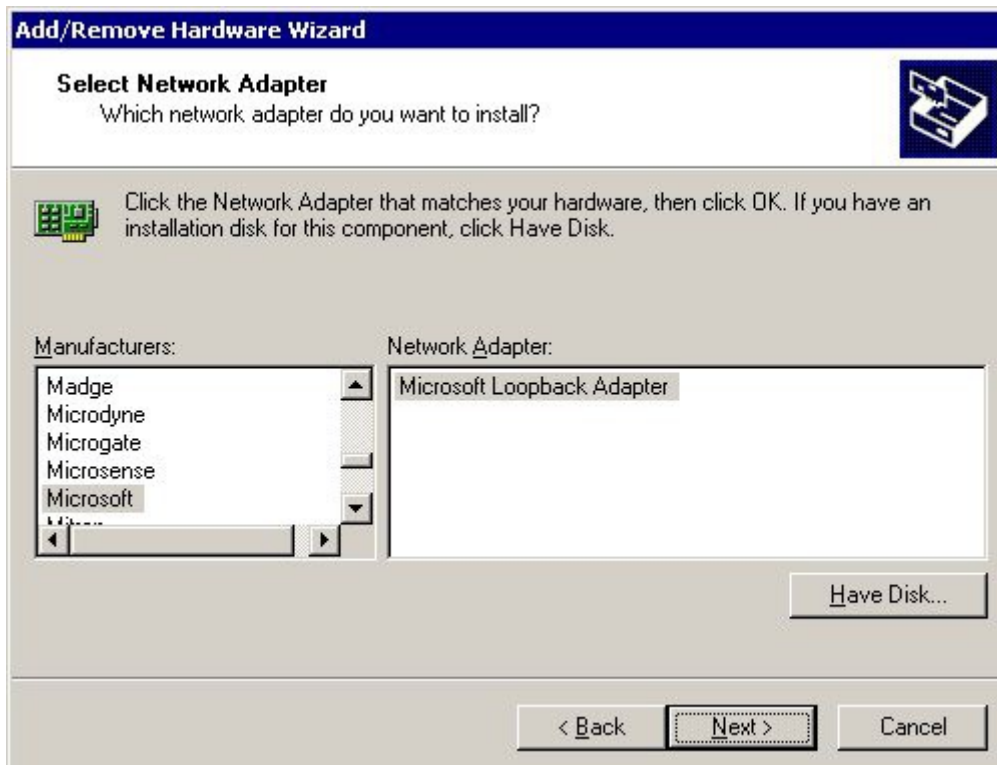 Add/Remove Hardware Wizard
Select Network Adapter
Which network adapter do you want to install?
Click the Network Adapter that matches your hardware, then click OK. If you have an
installation disk for this component, click Have Disk.
Manufacturers:
Madge
Microdyne
Microgate
Microsense
Microsoft
Network Adapter:
Microsoft Loopback Adapter
Have Disk...
< Back
Next >
Cancel